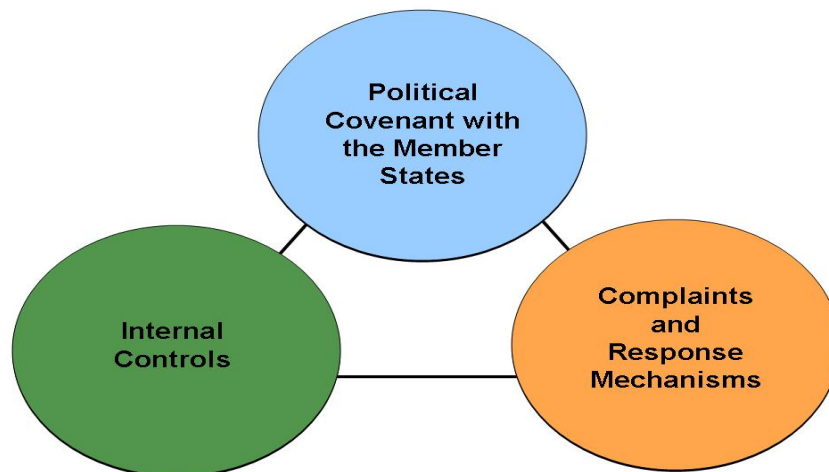 Political
Covenant with
the Member
States
Internal
Controls
Complaints
and
Response
Mechanisms